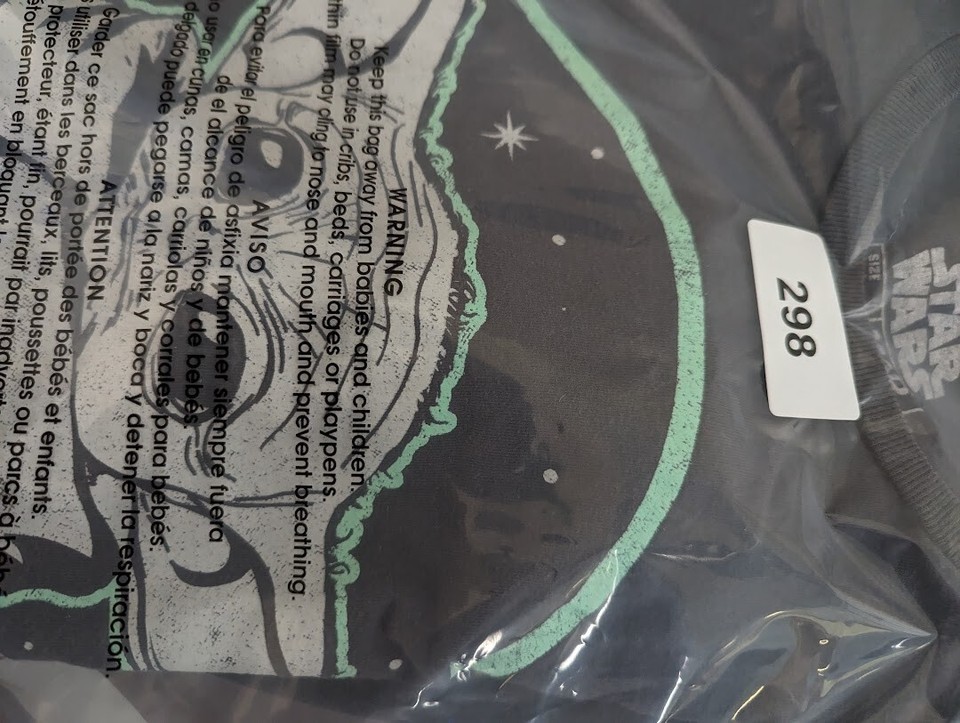 WARNING
Keep this bag away from babies and children.
Do not use in cribs, beds, carriages or playpens.
thin film may cling to nose and mouth and prevent breathing.
AVISO
Para evitar el peligro de asfixia mantener siempre fuera
de el alcance de niños y de bebés.
no usar en cunas, camas, carriolas y corrales para bebés.
delgado puede pegarse a la nariz y boca y detener la respiración.
ATTENTION
Garder ce sac hors de portée des bébés et enfants.
utiliser dans les berceaux, lits, poussettes ou parcs à
protecteur, étant fin, pourrait par
étouffement en bloquant
298
STAR
WARS
SIZE